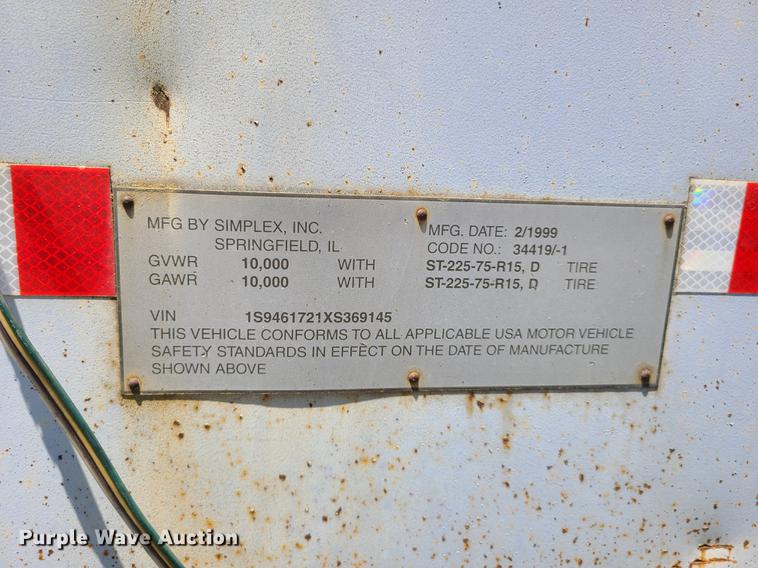 MFG BY SIMPLEX, INC. MFG. DATE: 2/1999
SPRINGFIELD, IL CODE NO.: 34419/-1
GVWR 10,000 WITH ST-225-75-R15, D TIRE
GAWR 10,000 WITH ST-225-75-R15, D TIRE
VIN 1S9461721XS369145
THIS VEHICLE CONFORMS TO ALL APPLICABLE USA MOTOR VEHICLE
SAFETY STANDARDS IN EFFECT ON THE DATE OF MANUFACTURE
SHOWN ABOVE
Purple Wave Auction